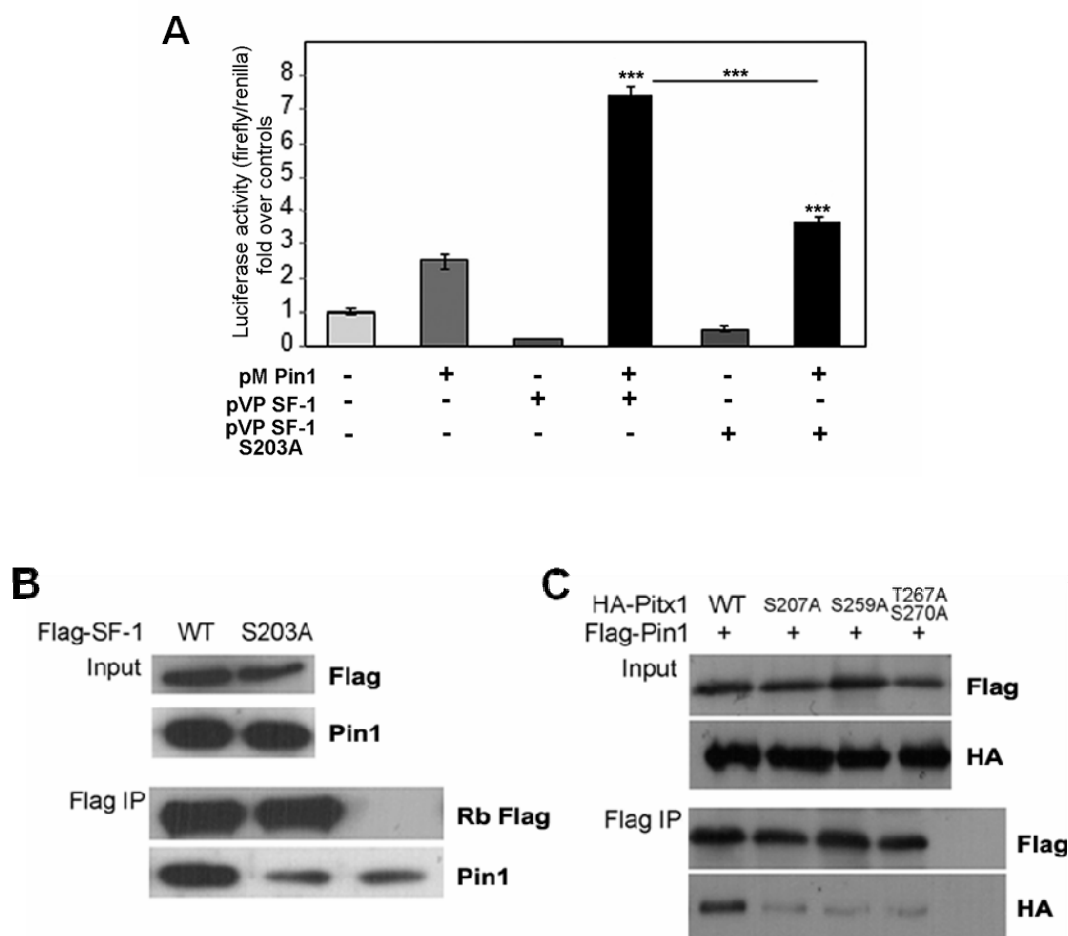 A
Luciferase activity (firefly/renilla)
fold over controls
8
7
6
5
4
3
2
1
0
*** *** ***
pM Pin1 - + - + - +
pVP SF-1 - - + + - -
pVP SF-1 S203A - - - - + +
B
Flag-SF-1 WT S203A
Input Flag
Pin1
Flag IP Rb Flag
Pin1
C
HA-Pitx1 WT S207A S259A T267A S270A
Flag-Pin1 + + + +
Input Flag
HA
Flag IP Flag
HA